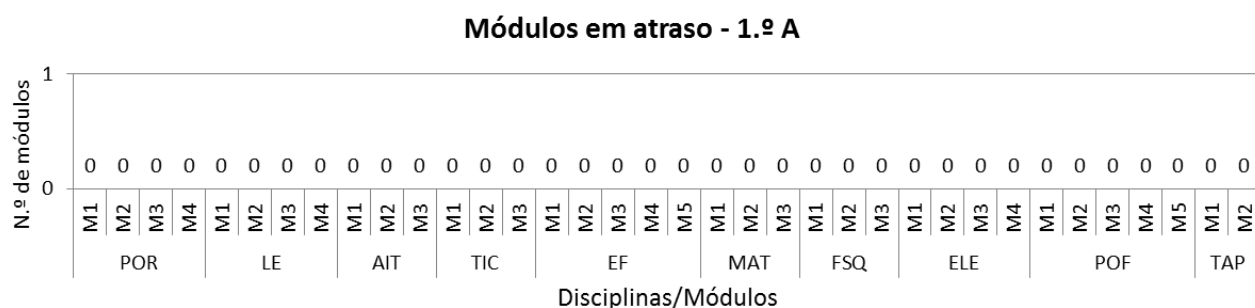 Módulos em atraso - 1.º A
N.º de módulos
1
0 0 0 0 0 0 0 0 0 0 0 0 0 0 0 0 0 0 0 0 0 0 0 0 0 0 0 0 0 0 0 0 0 0 0 0
0
M1 M2 M3 M4 M1 M2 M3 M4 M1 M2 M3 M1 M2 M3 M1 M2 M3 M4 M5 M1 M2 M3 M1 M2 M3 M1 M2 M3 M4 M1 M2 M3 M4 M5 M1 M2
POR LE AIT TIC EF MAT FSQ ELE POF TAP
Disciplinas/Módulos